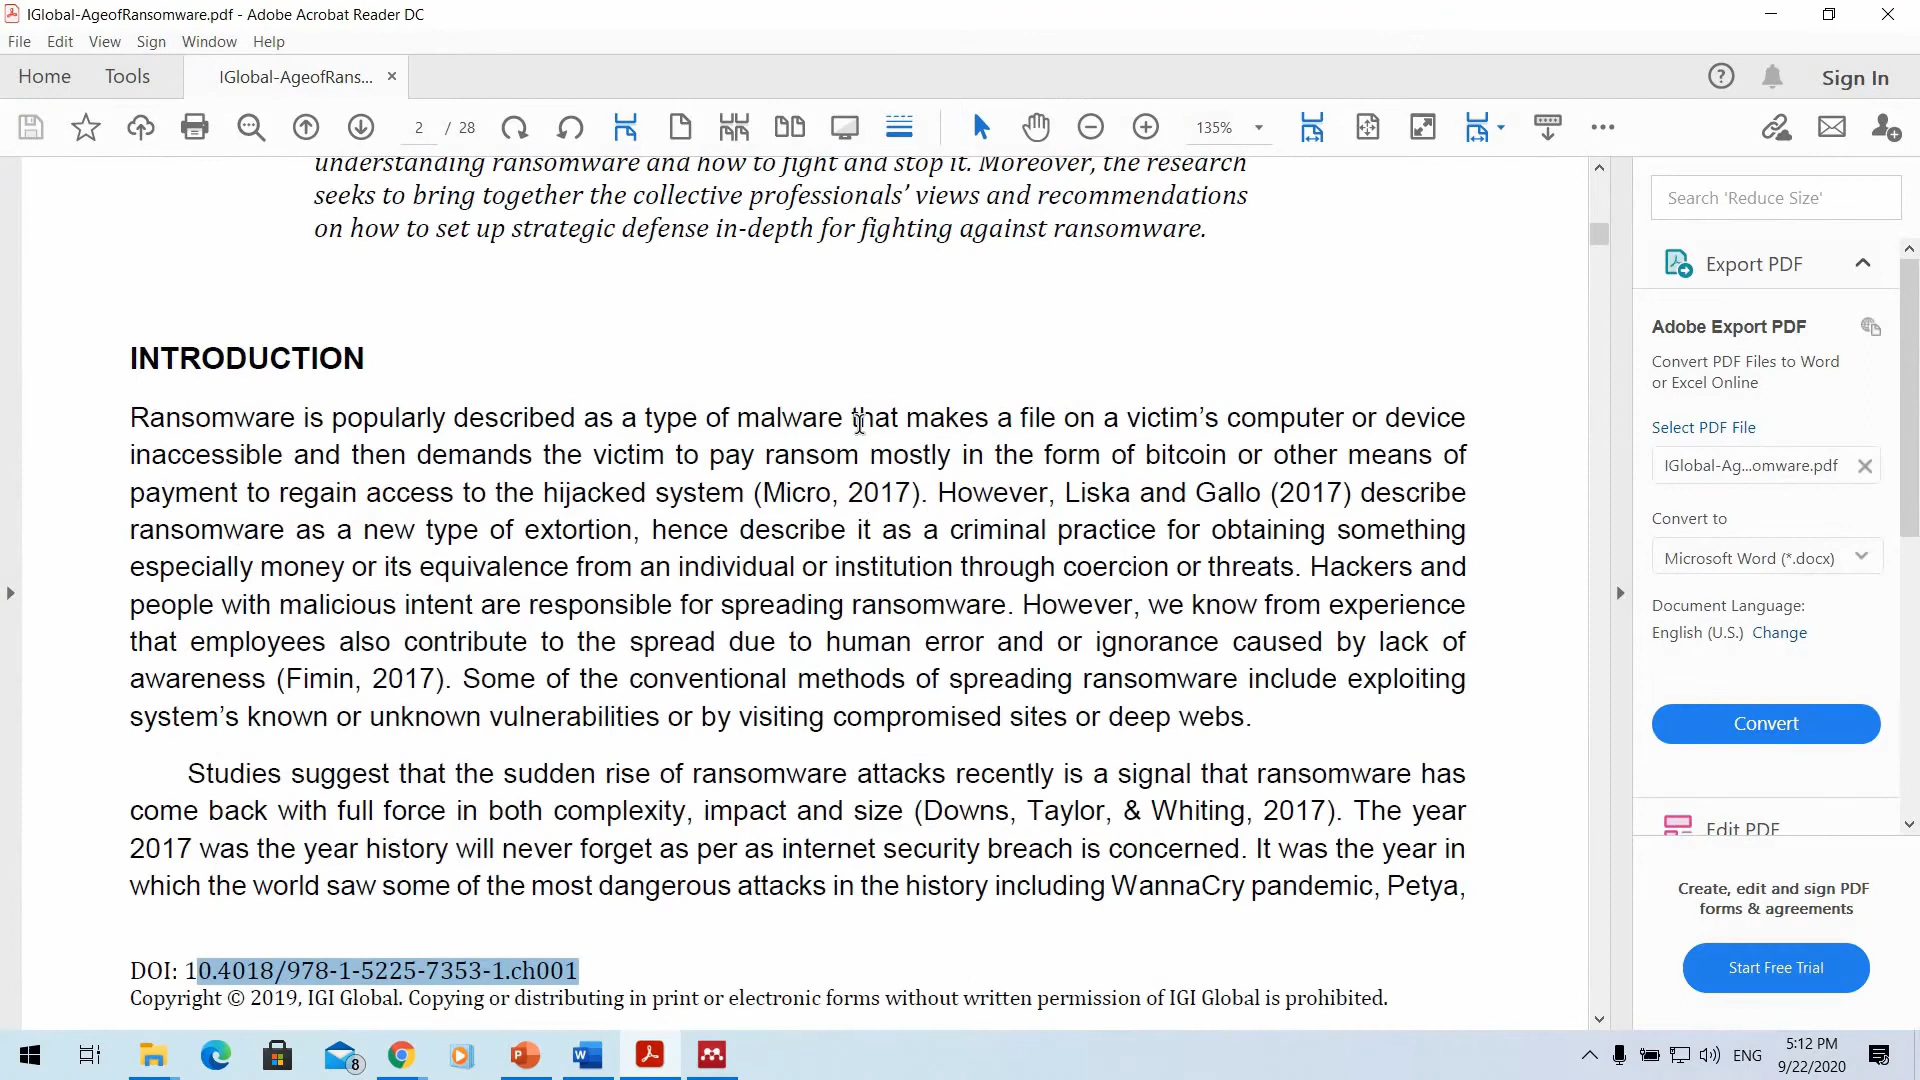 IGlobal-AgeofRansomware.pdf - Adobe Acrobat Reader DC
File Edit View Sign Window Help
Home Tools IGlobal-AgeofRans... × Sign In
2 / 28 135%
understanding ransomware and how to fight and stop it. Moreover, the research
seeks to bring together the collective professionals’ views and recommendations
on how to set up strategic defense in-depth for fighting against ransomware.
INTRODUCTION
Ransomware is popularly described as a type of malware that makes a file on a victim’s computer or device
inaccessible and then demands the victim to pay ransom mostly in the form of bitcoin or other means of
payment to regain access to the hijacked system (Micro, 2017). However, Liska and Gallo (2017) describe
ransomware as a new type of extortion, hence describe it as a criminal practice for obtaining something
especially money or its equivalence from an individual or institution through coercion or threats. Hackers and
people with malicious intent are responsible for spreading ransomware. However, we know from experience
that employees also contribute to the spread due to human error and or ignorance caused by lack of
awareness (Fimin, 2017). Some of the conventional methods of spreading ransomware include exploiting
system’s known or unknown vulnerabilities or by visiting compromised sites or deep webs.
Studies suggest that the sudden rise of ransomware attacks recently is a signal that ransomware has
come back with full force in both complexity, impact and size (Downs, Taylor, & Whiting, 2017). The year
2017 was the year history will never forget as per as internet security breach is concerned. It was the year in
which the world saw some of the most dangerous attacks in the history including WannaCry pandemic, Petya,
DOI: 10.4018/978-1-5225-7353-1.ch001
Copyright © 2019, IGI Global. Copying or distributing in print or electronic forms without written permission of IGI Global is prohibited.
Search 'Reduce Size'
Export PDF
Adobe Export PDF
Convert PDF Files to Word
or Excel Online
Select PDF File
IGlobal-Ag...omware.pdf
Convert to
Microsoft Word (*.docx)
Document Language:
English (U.S.) Change
Convert
Edit PDF
Create, edit and sign PDF
forms & agreements
Start Free Trial
8
ENG
5:12 PM
9/22/2020